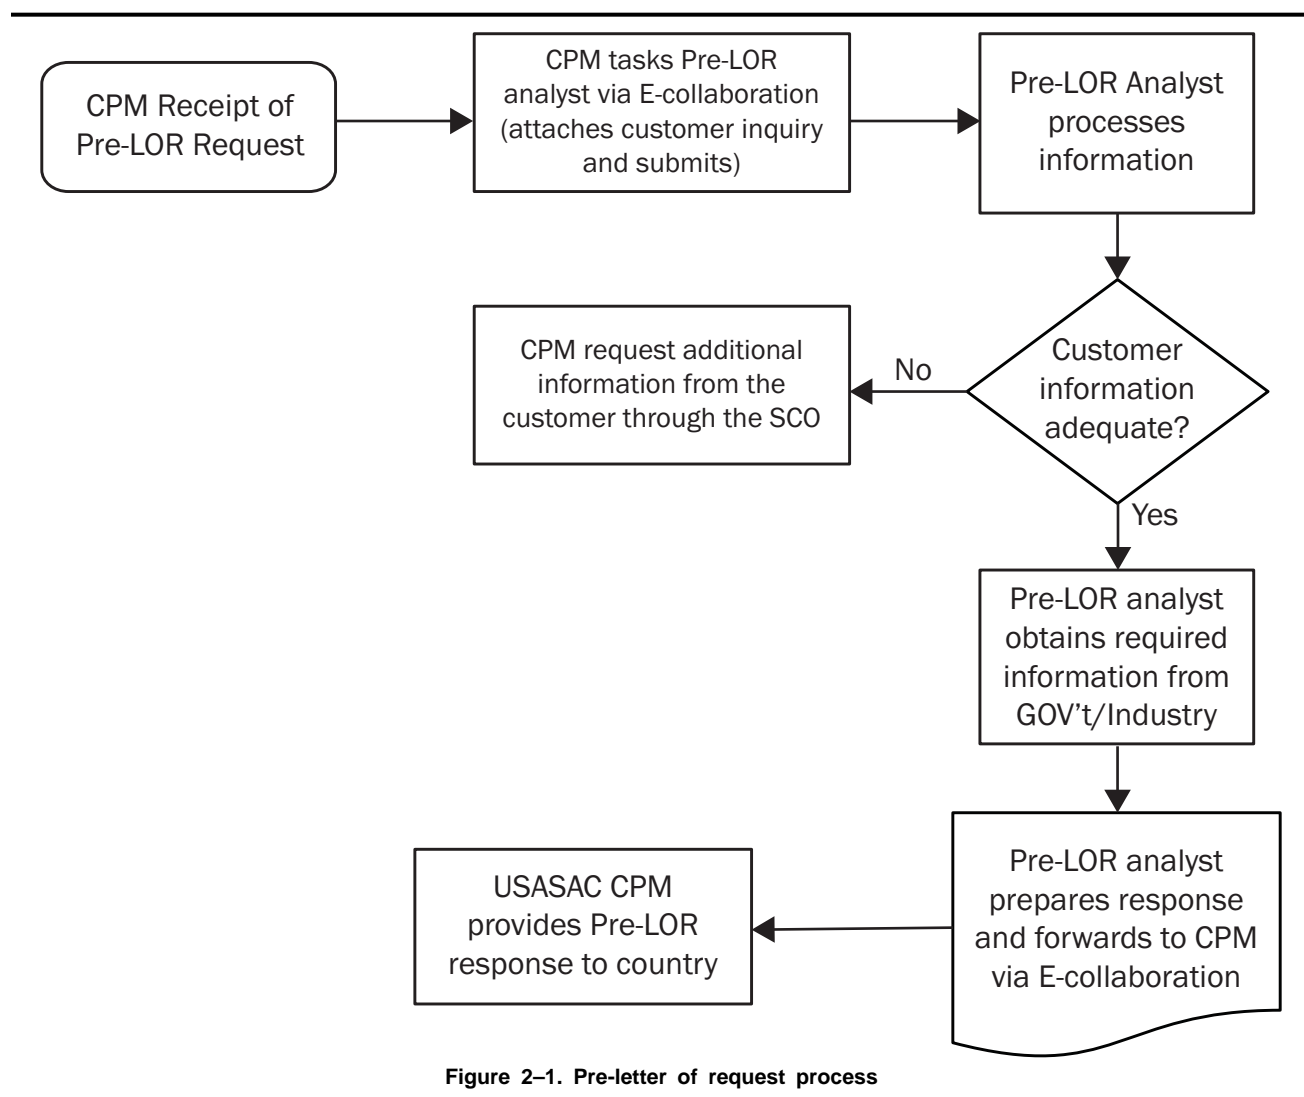 CPM Receipt of
Pre-LOR Request
CPM tasks Pre-LOR
analyst via E-collaboration
(attaches customer inquiry
and submits)
Pre-LOR Analyst
processes
information
Customer
information
adequate?
No
CPM request additional
information from the
customer through the SCO
Yes
Pre-LOR analyst
obtains required
information from
GOV't/Industry
Pre-LOR analyst
prepares response
and forwards to CPM
via E-collaboration
USASAC CPM
provides Pre-LOR
response to country
Figure 2–1. Pre-letter of request process